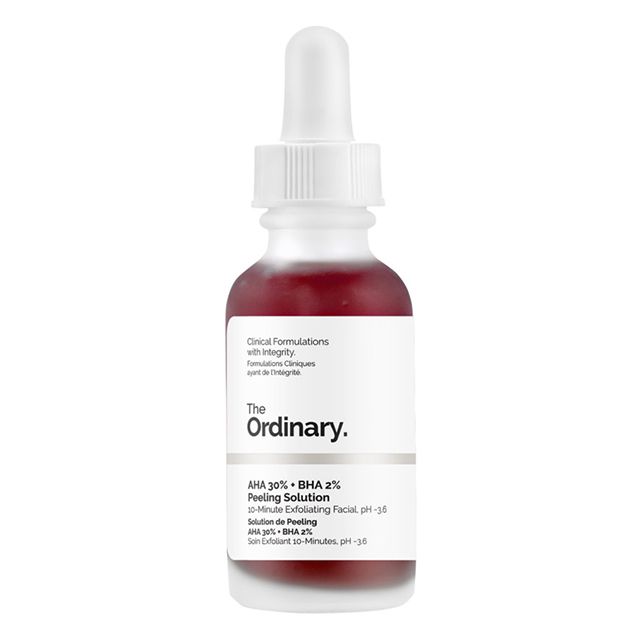 Clinical Formulations
with Integrity.
Formulations Cliniques
ayant de l'Intégrité.
The
Ordinary.
AHA 30% + BHA 2%
Peeling Solution
10-Minute Exfoliating Facial, pH ~3.6
Solution de Peeling
AHA 30% + BHA 2%
Soin Exfoliant 10-Minutes, pH ~3.6